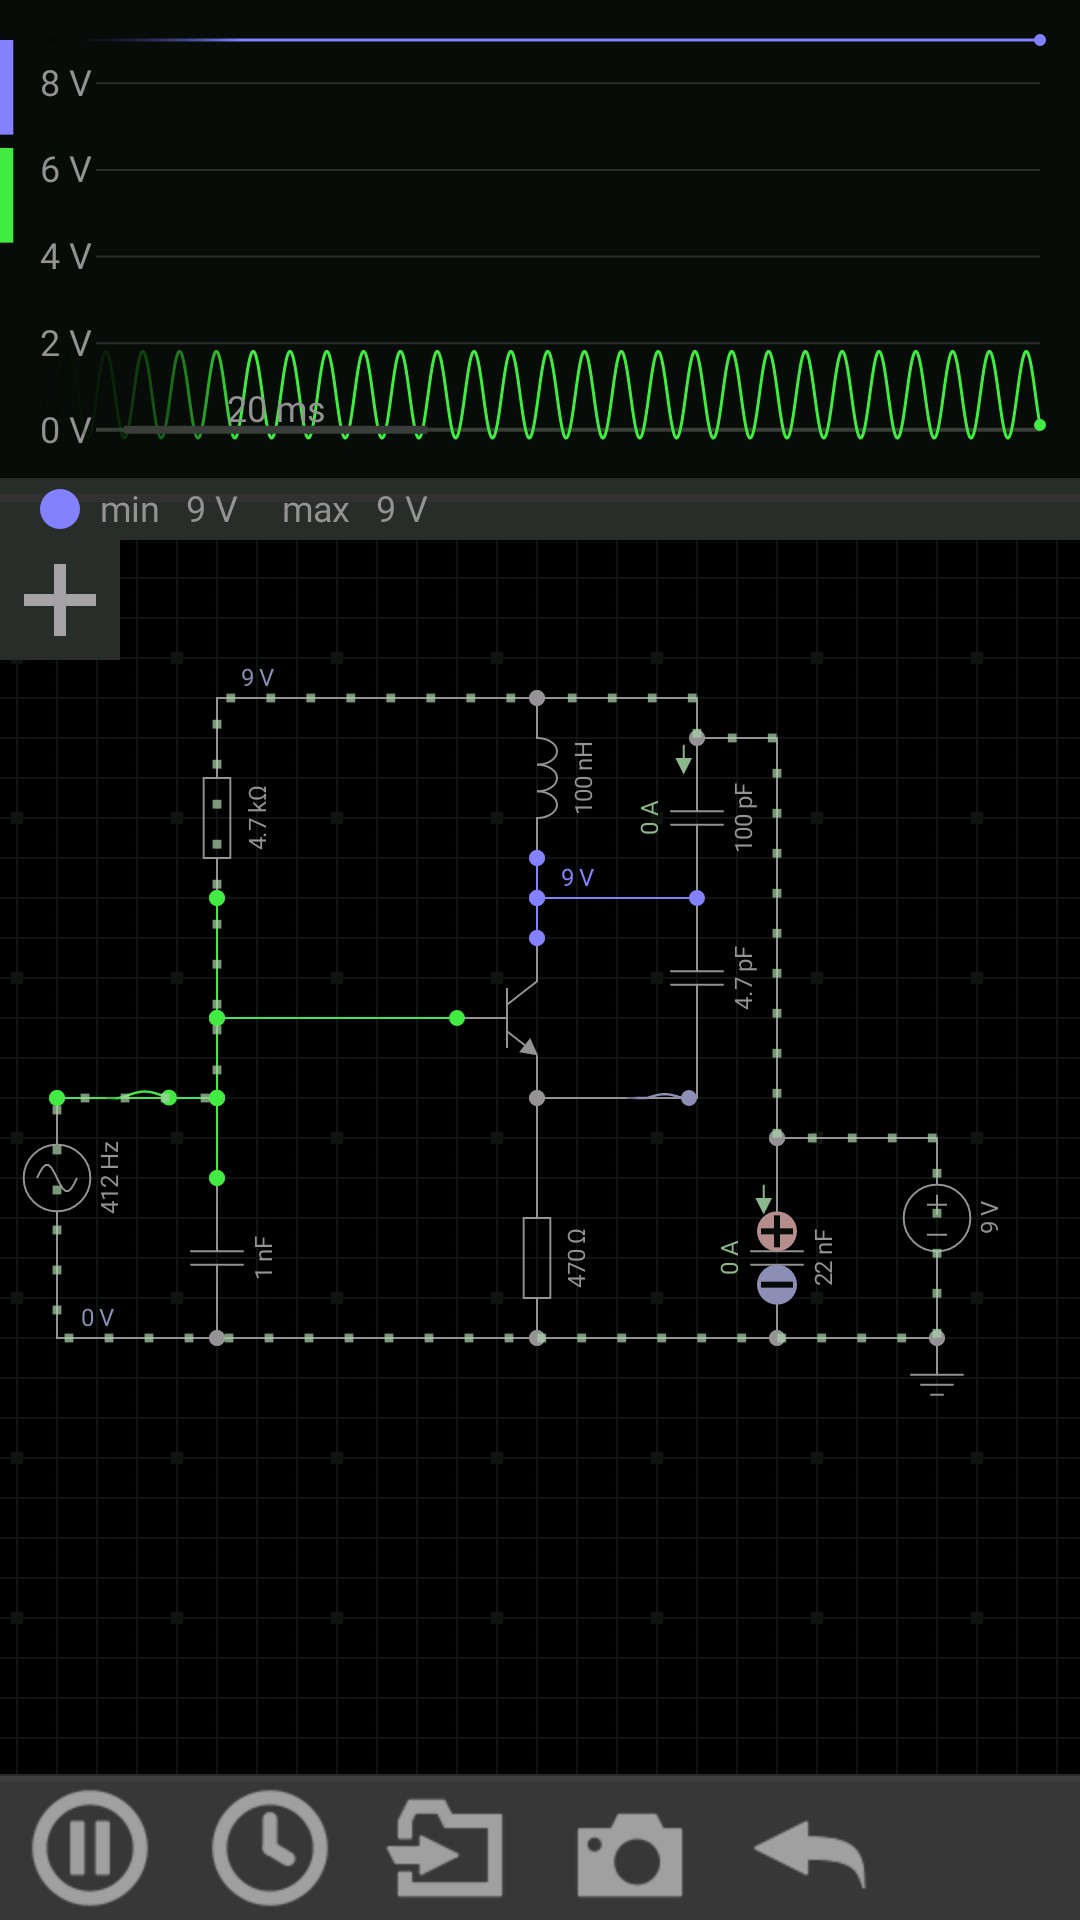 8 V
6 V
4 V
2 V
20 ms
0 V
min 9 V max 9 V
9 V
100 nH
4.7 kΩ
0 A
100 pF
9 V
4.7 pF
412 Hz
1 nF
470 Ω
0 A
22 nF
9 V
0 V